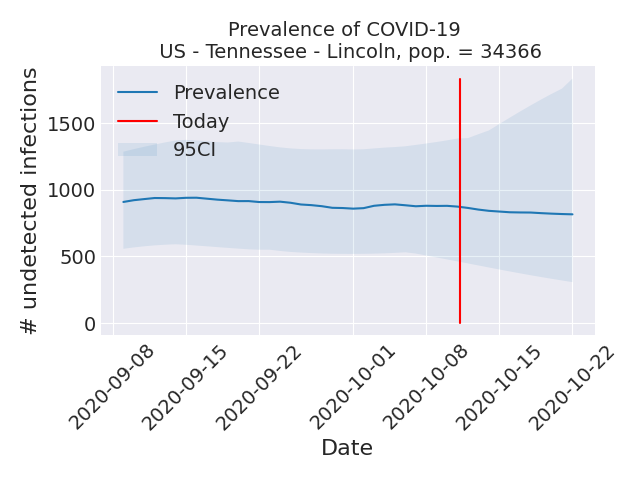 Prevalence of COVID-19
US - Tennessee - Lincoln, pop. = 34366
Prevalence
Today
95CI
# undetected infections
1500
1000
500
0
2020-09-08
2020-09-15
2020-09-22
2020-10-01
2020-10-08
2020-10-15
2020-10-22
Date